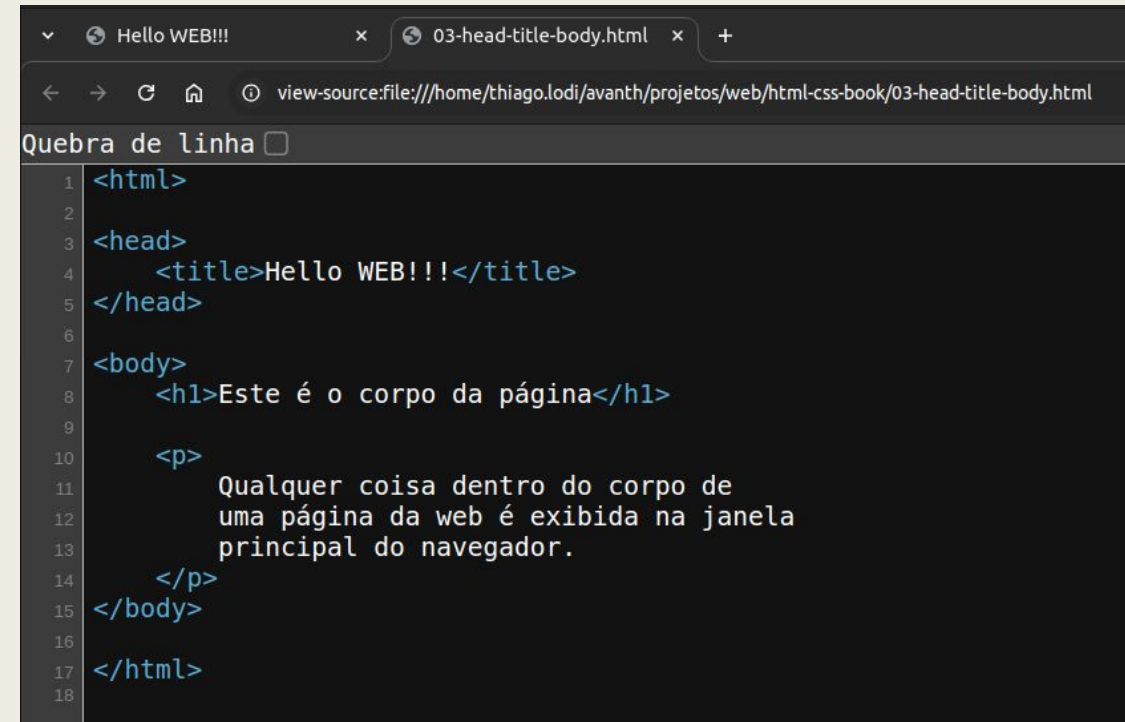 Hello WEB!!!
03-head-title-body.html
view-source:file:///home/thiago.lodi/avanth/projetos/web/html-css-book/03-head-title-body.html
Quebra de linha
1 <html>
2
3 <head>
4     <title>Hello WEB!!!</title>
5 </head>
6
7 <body>
8     <h1>Este é o corpo da página</h1>
9
10     <p>
11         Qualquer coisa dentro do corpo de
12         uma página da web é exibida na janela
13         principal do navegador.
14     </p>
15 </body>
16
17 </html>
18